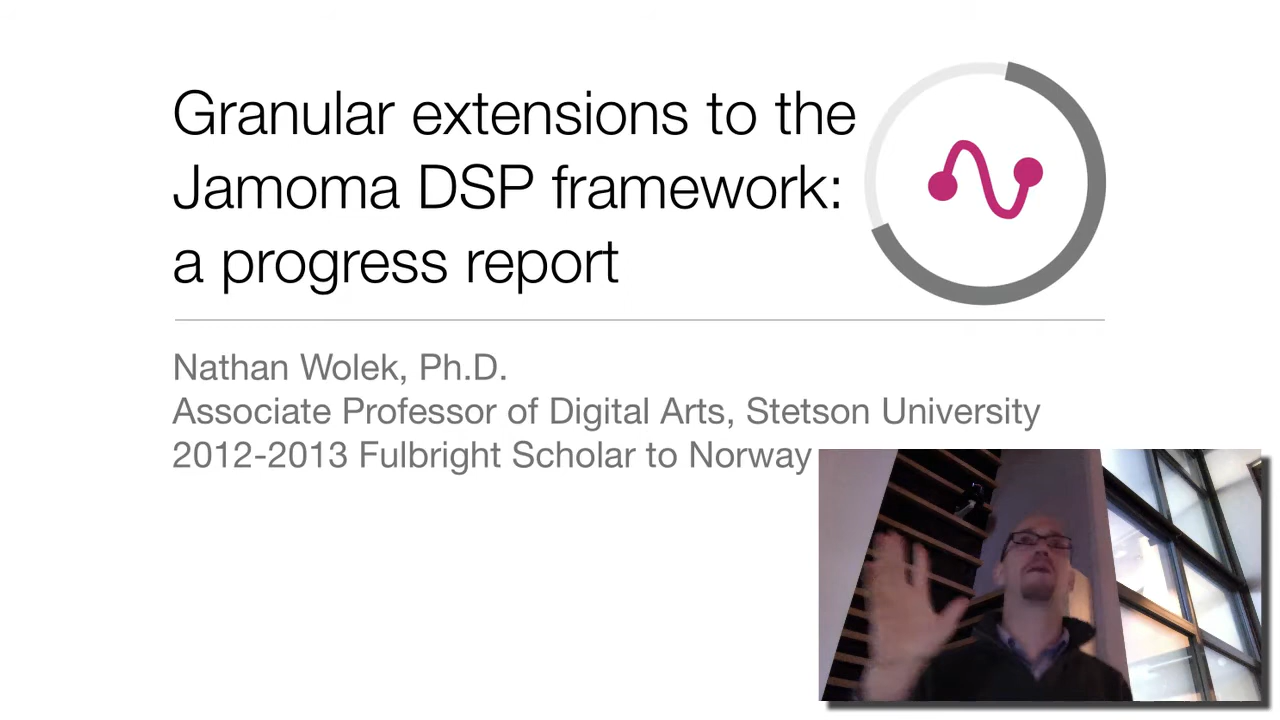 Granular extensions to the
Jamoma DSP framework:
a progress report
Nathan Wolek, Ph.D.
Associate Professor of Digital Arts, Stetson University
2012-2013 Fulbright Scholar to Norway